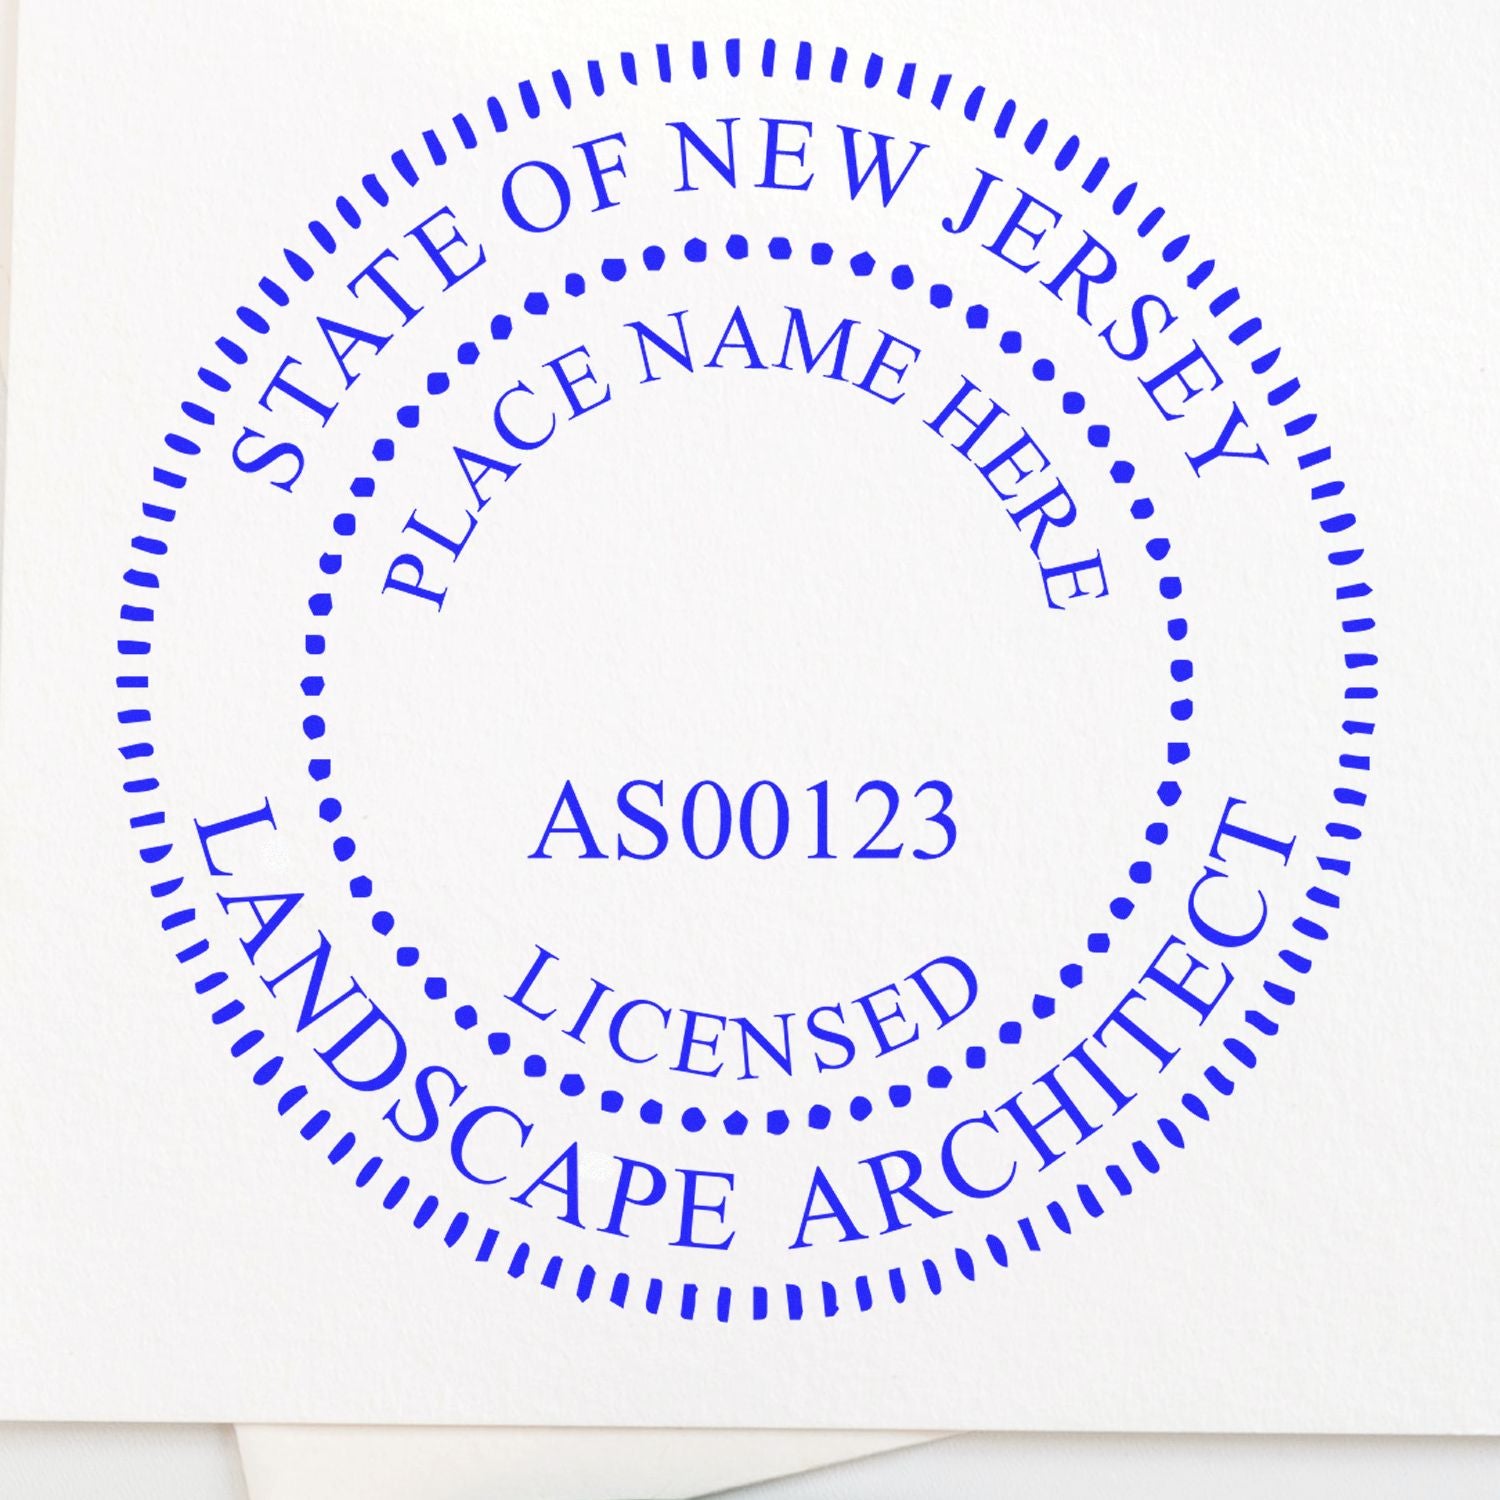 STATE OF NEW JERSEY
PLACE NAME HERE
AS00123
LICENSED
LANDSCAPE ARCHITECT